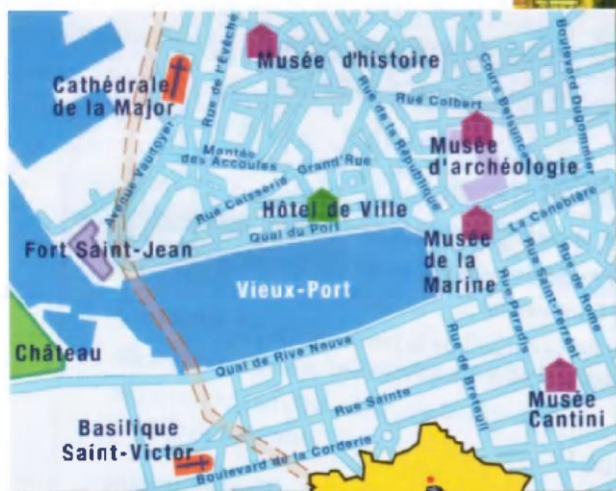 Musée d'histoire
Cathédrale
de la Major
Rue de l'Évêché
Boulevard Dugommier
Rue Colbert
Cours Belsunce
Rue de la République
Musée
d'archéologie
Avenue Vaudoyer
Montée
des Accoules
Grand'Rue
Rue Caisserie
Hôtel de Ville
Quai du Port
La Canebière
Fort Saint-Jean
Vieux-Port
Musée
de la
Marine
Rue Paradis
Rue Saint-Ferréol
Rue de Rome
Château
Quai de Rive Neuve
Rue de Breteuil
Musée
Cantini
Rue Sainte
Basilique
Saint-Victor
Boulevard de la Corderie